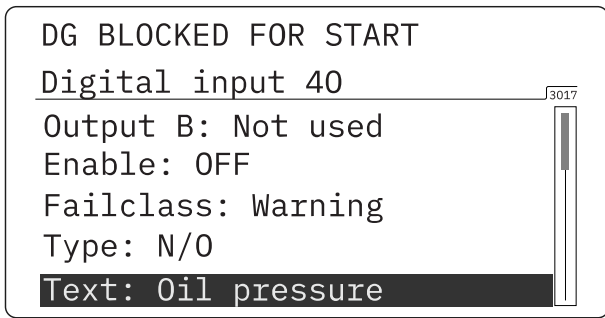 DG BLOCKED FOR START
Digital input 40
3017
Output B: Not used
Enable: OFF
Failclass: Warning
Type: N/O
Text: Oil pressure